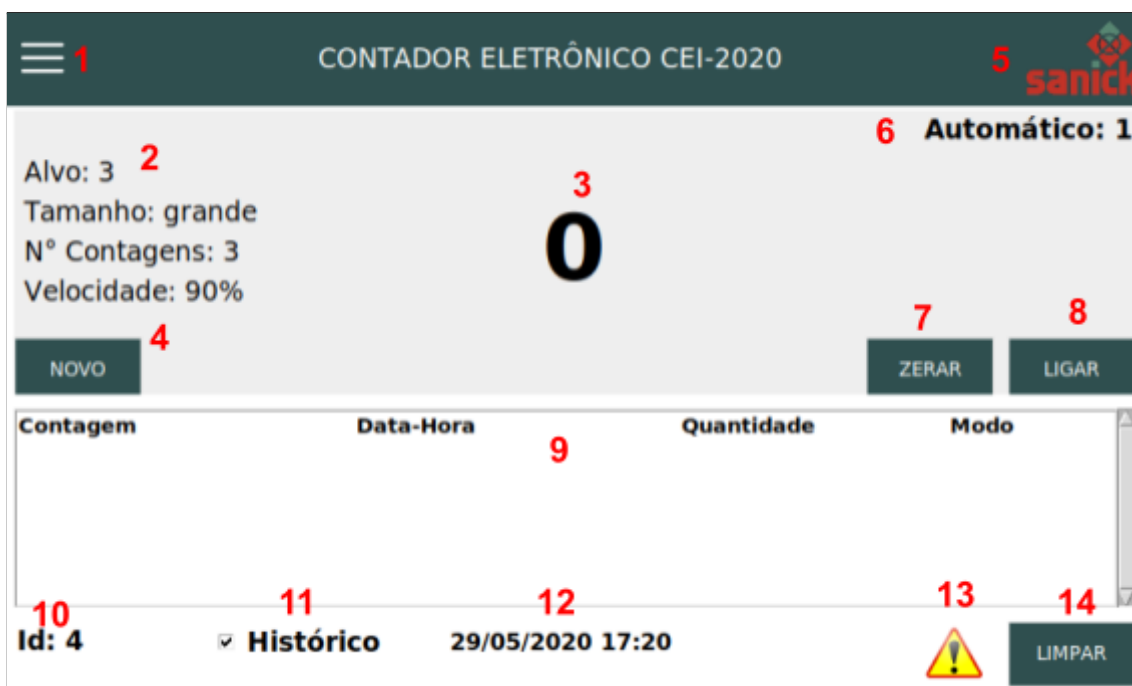 1 CONTADOR ELETRÔNICO CEI-2020 5 sanick
6 Automático: 1
Alvo: 3 2
3
Tamanho: grande
0
N° Contagens: 3
Velocidade: 90%
4 7 8
NOVO ZERAR LIGAR
Contagem Data-Hora Quantidade Modo
9
10 11 12 13 14
Id: 4 Histórico 29/05/2020 17:20 LIMPAR